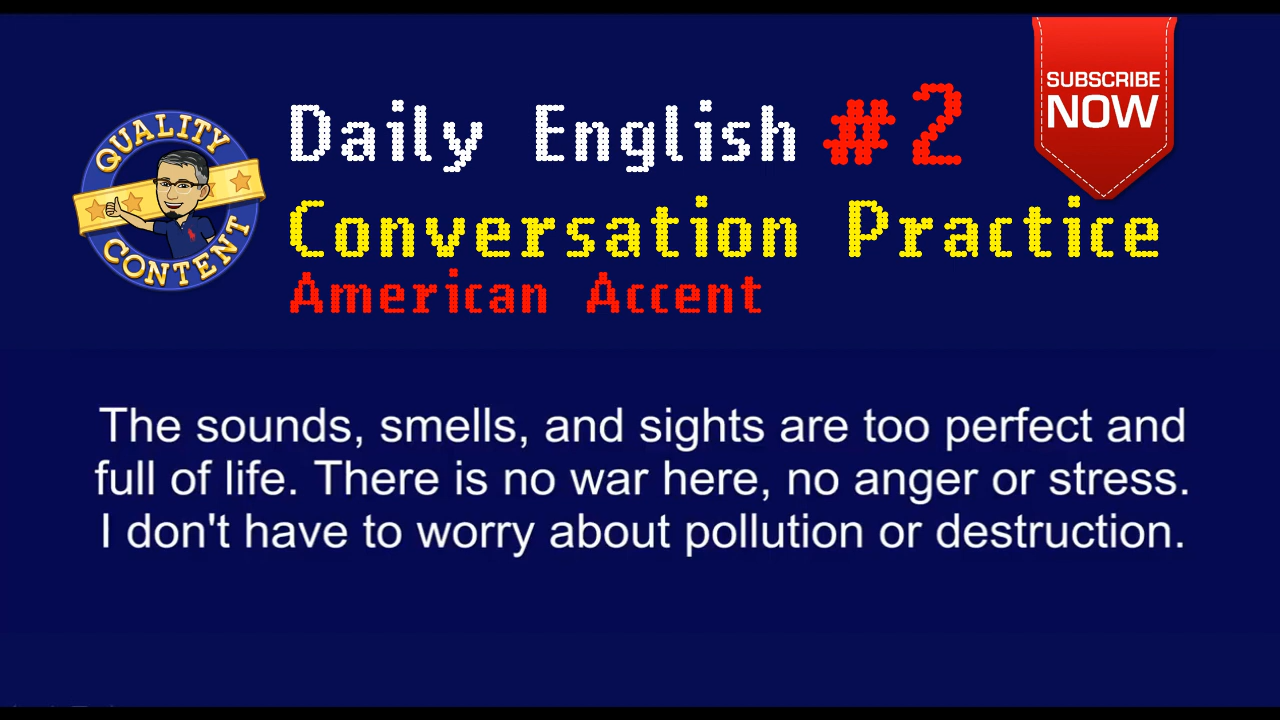 QUALITY
CONTENT
Daily English #2
Conversation Practice
American Accent
SUBSCRIBE
NOW
The sounds, smells, and sights are too perfect and
full of life. There is no war here, no anger or stress.
I don't have to worry about pollution or destruction.